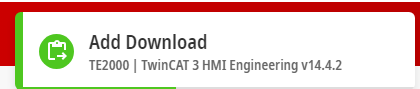 Add Download
TE2000 | TwinCAT 3 HMI Engineering v14.4.2